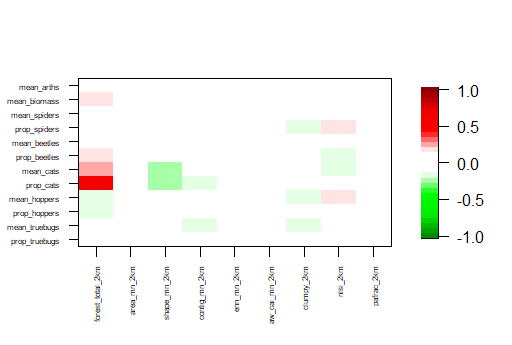 mean_arths
mean_biomass
mean_spiders
prop_spiders
mean_beetles
prop_beetles
mean_cats
prop_cats
mean_hoppers
prop_hoppers
mean_truebugs
prop_truebugs
forest_total_2km
area_mn_2km
shape_mn_2km
contig_mn_2km
enn_mn_2km
aw_cai_mn_2km
clumpy_2km
nlsi_2km
pafrac_2km
1.0
0.5
0.0
-0.5
-1.0